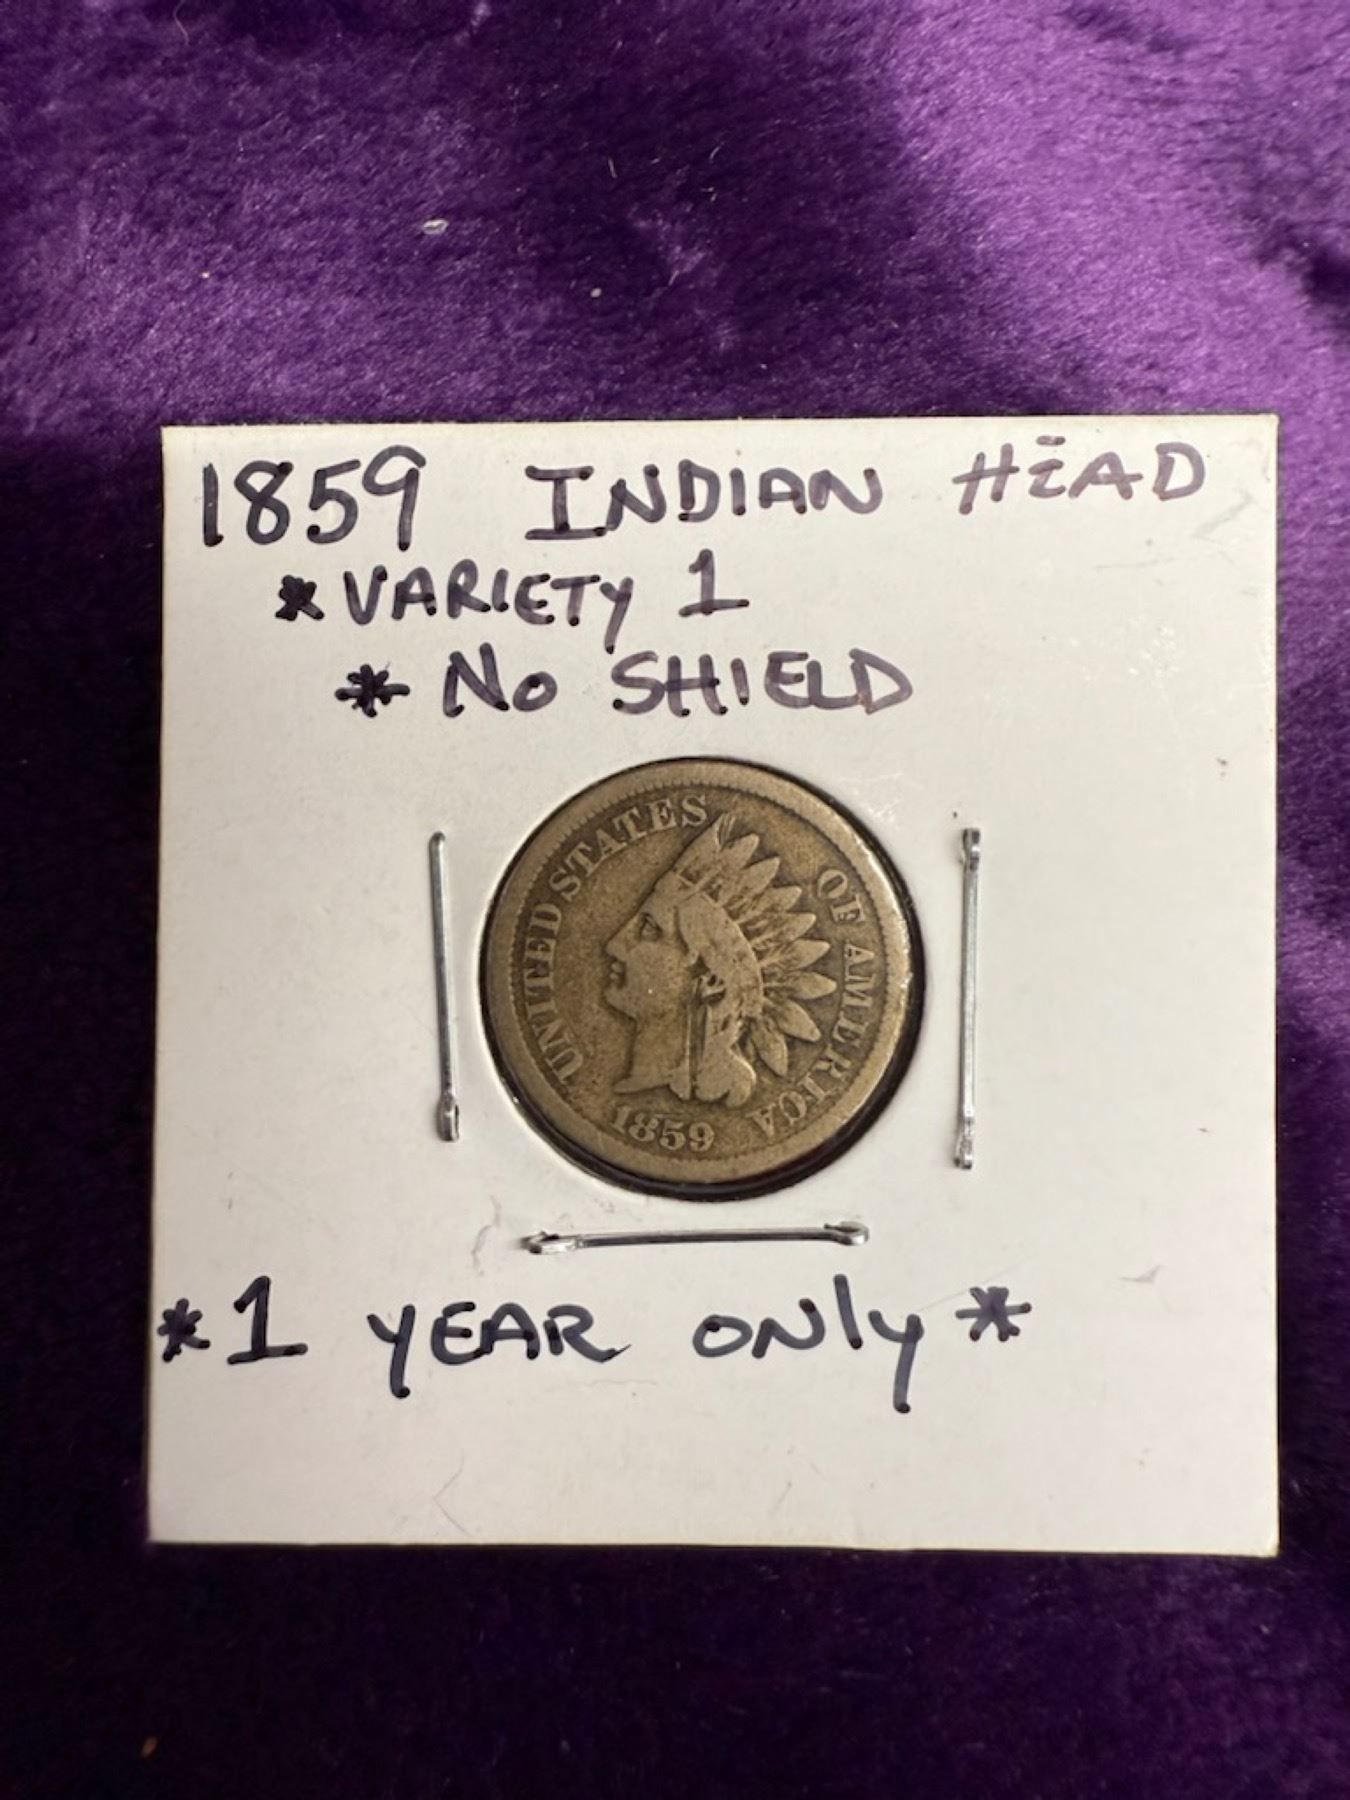 1859 INDIAN HEAD
*VARIETY 1
* NO SHIELD
UNITED STATES OF AMERICA
1859
*1 YEAR ONly*